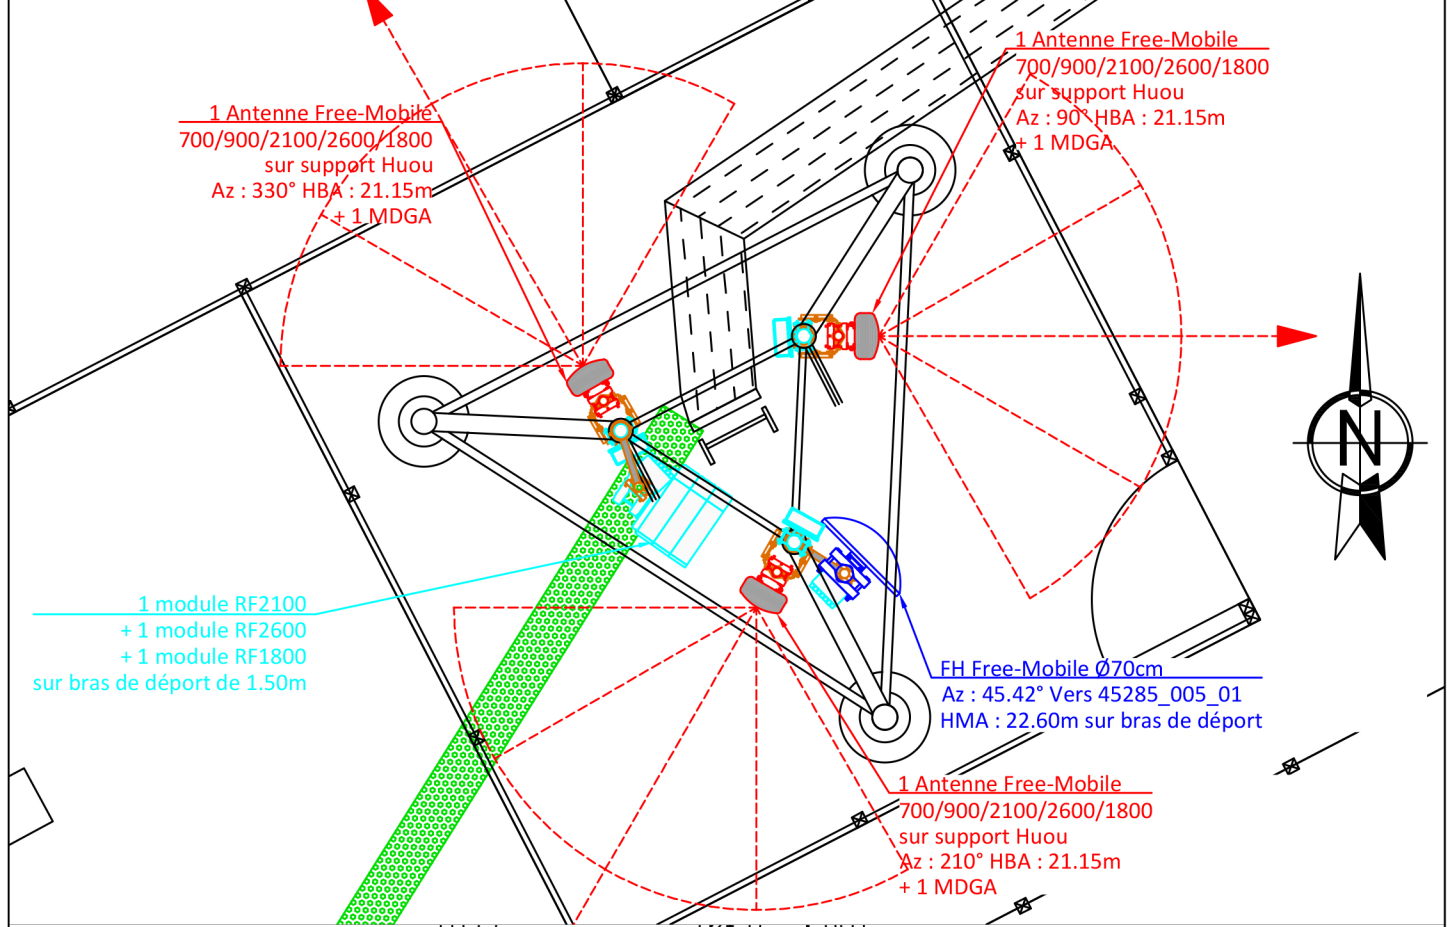 1 Antenne Free-Mobile
700/900/2100/2600/1800
sur support Huou
Az : 90° HBA : 21.15m
+ 1 MDGA
1 Antenne Free-Mobile
700/900/2100/2600/1800
sur support Huou
Az : 330° HBA : 21.15m
+ 1 MDGA
N
1 module RF2100
+ 1 module RF2600
+ 1 module RF1800
sur bras de déport de 1.50m
FH Free-Mobile Ø70cm
Az : 45.42° Vers 45285_005_01
HMA : 22.60m sur bras de déport
1 Antenne Free-Mobile
700/900/2100/2600/1800
sur support Huou
Az : 210° HBA : 21.15m
+ 1 MDGA